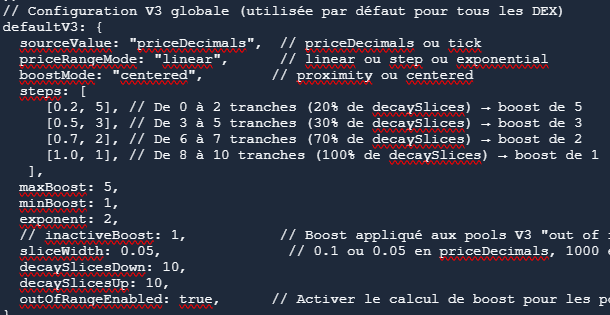 // Configuration V3 globale (utilisée par défaut pour tous les DEX)
defaultV3: {
sourceValue: "priceDecimals", // priceDecimals ou tick
priceRangeMode: "linear", // linear ou step ou exponential
boostMode: "centered", // proximity ou centered
steps: [
[0.2, 5], // De 0 à 2 tranches (20% de decaySlices) → boost de 5
[0.5, 3], // De 3 à 5 tranches (30% de decaySlices) → boost de 3
[0.7, 2], // De 6 à 7 tranches (70% de decaySlices) → boost de 2
[1.0, 1], // De 8 à 10 tranches (100% de decaySlices) → boost de 1
],
maxBoost: 5,
minBoost: 1,
exponent: 2,
// inactiveBoost: 1, // Boost appliqué aux pools V3 "out of
sliceWidth: 0.05, // 0.1 ou 0.05 en priceDecimals, 1000
decaySlicesDown: 10,
decaySlicesUp: 10,
outOfRangeEnabled: true, // Activer le calcul de boost pour les